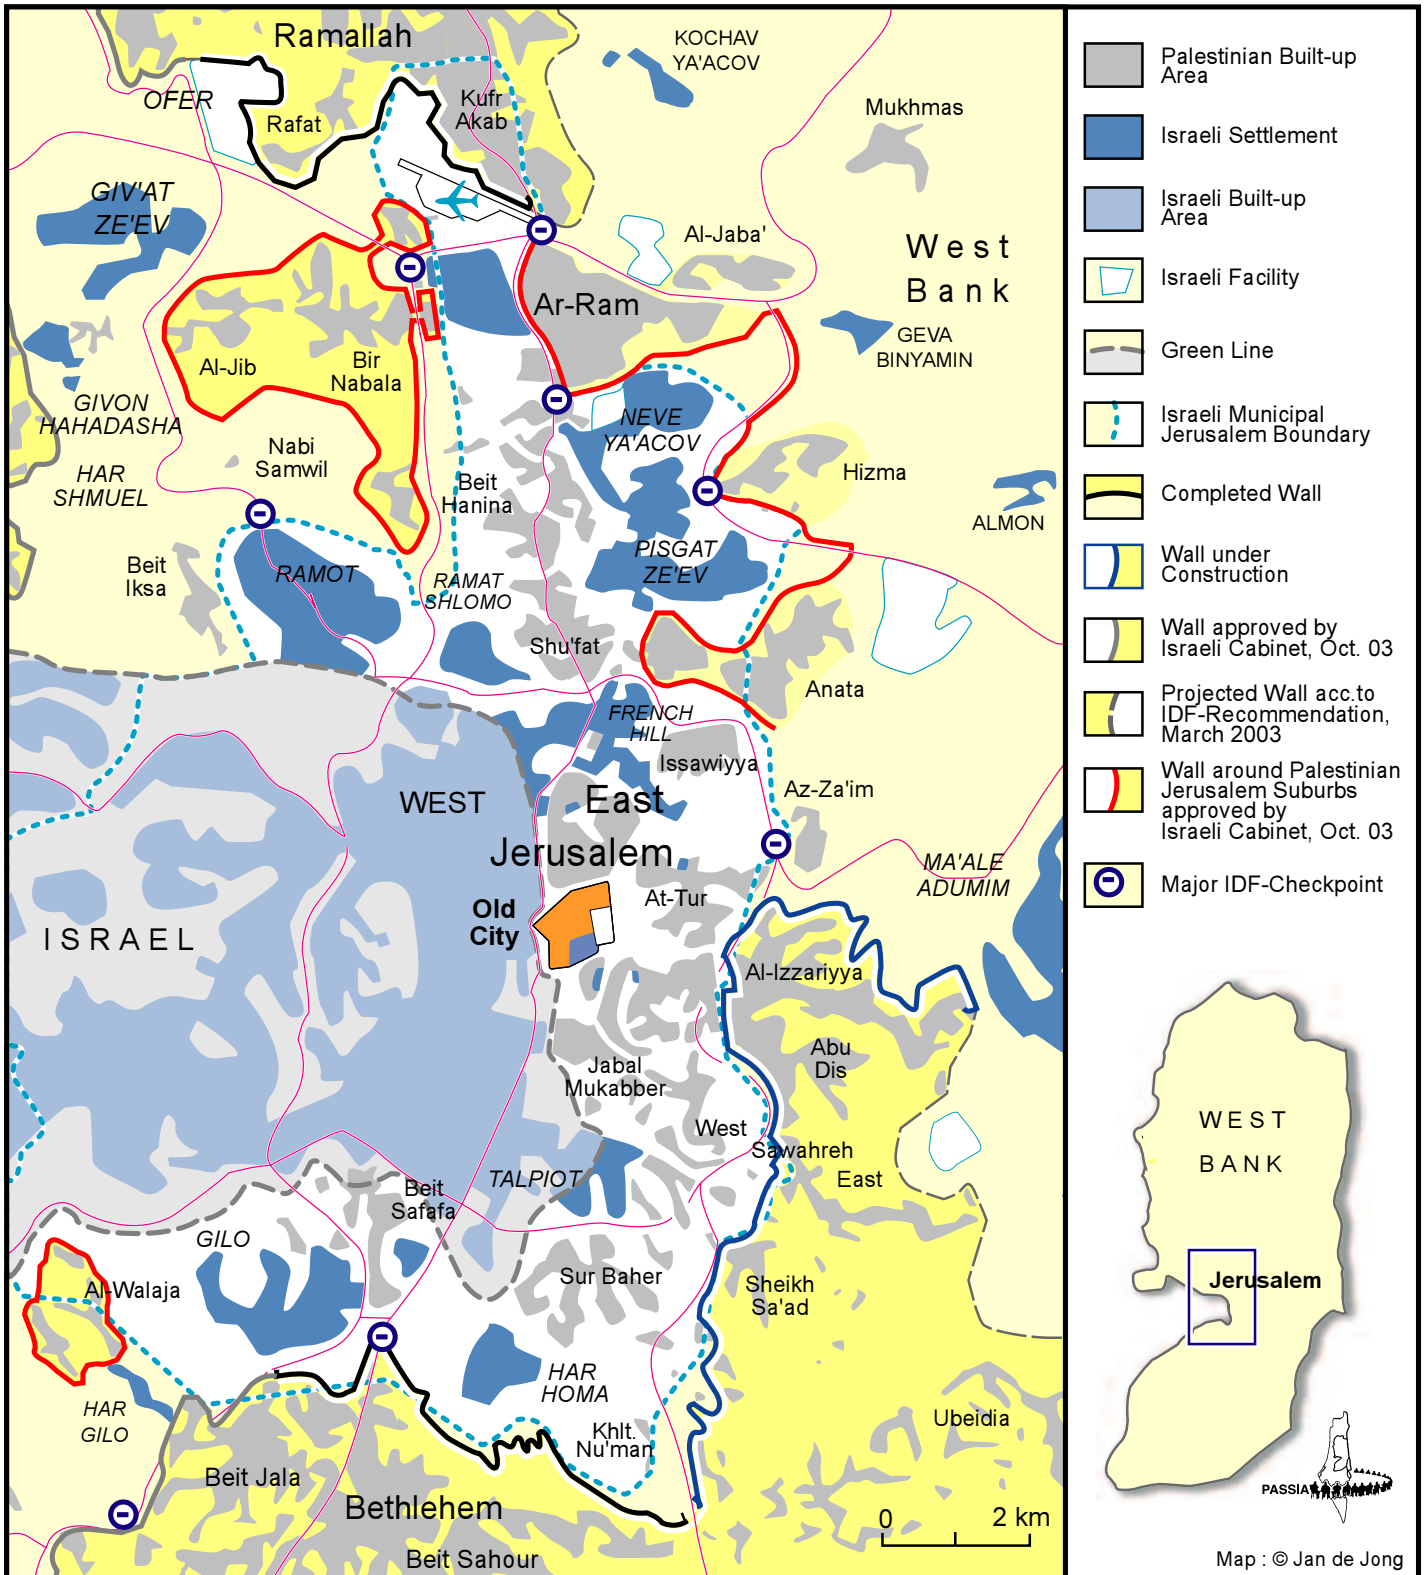 Ramallah
KOCHAV
YA'ACOV
OFER
Kufr
Akab
Rafat
Mukhmas
GIV'AT
ZE'EV
Al-Jaba'
West
Bank
Ar-Ram
GEVA
BINYAMIN
Al-Jib
Bir
Nabala
GIVON
HAHADASHA
NEVE
YA'ACOV
Nabi
Samwil
HAR
SHMUEL
Beit
Hanina
Hizma
ALMON
PISGAT
ZE'EV
Beit
Iksa
RAMOT
RAMAT
SHLOMO
Shu'fat
Anata
FRENCH
HILL
Issawiyya
Az-Za'im
WEST
East
Jerusalem
MA'ALE
ADUMIM
At-Tur
Old
City
ISRAEL
Al-Izzariyya
Abu
Dis
Jabal
Mukabber
West
Sawahreh
East
TALPIOT
Beit
Safafa
GILO
Sur Baher
Al-Walaja
Sheikh
Sa'ad
HAR
HOMA
HAR
GILO
Khlt.
Nu'man
Ubeidia
Beit Jala
Bethlehem
Beit Sahour
0 2 km
Palestinian Built-up
Area
Israeli Settlement
Israeli Built-up
Area
Israeli Facility
Green Line
Israeli Municipal
Jerusalem Boundary
Completed Wall
Wall under
Construction
Wall approved by
Israeli Cabinet, Oct. 03
Projected Wall acc.to
IDF-Recommendation,
March 2003
Wall around Palestinian
Jerusalem Suburbs
approved by
Israeli Cabinet, Oct. 03
Major IDF-Checkpoint
WEST
BANK
Jerusalem
PASSIA
Map : © Jan de Jong